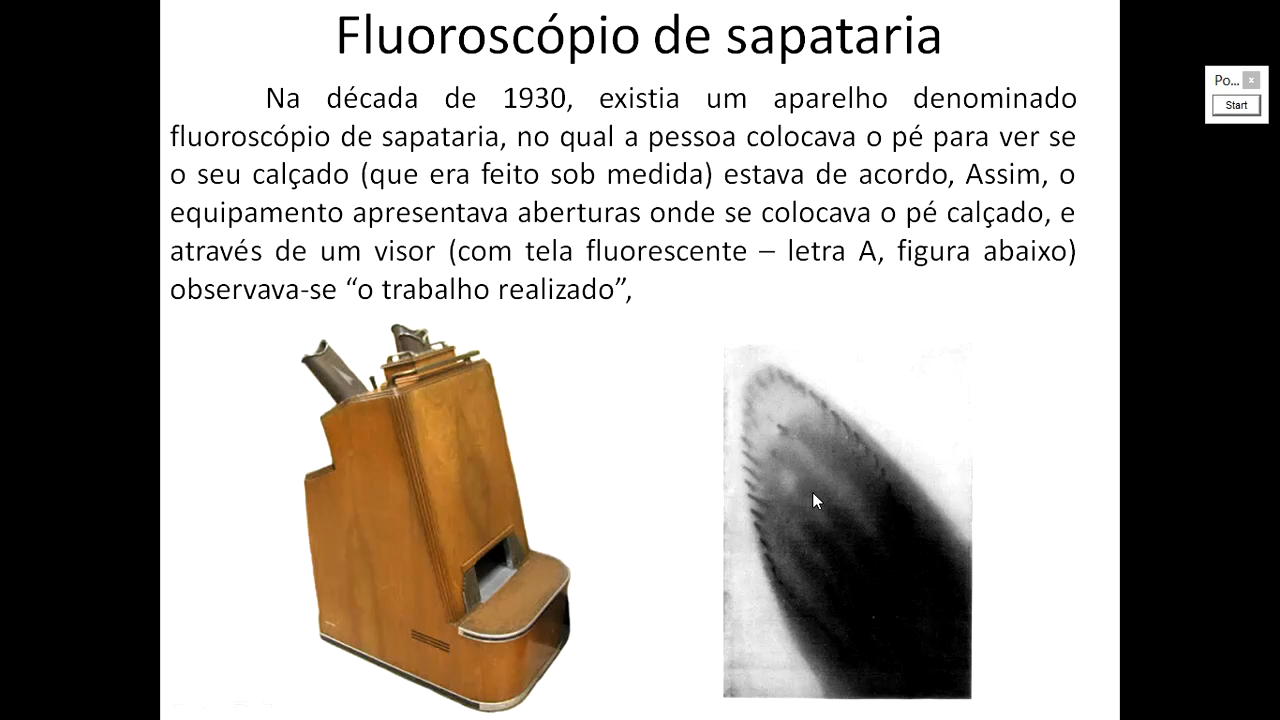 Fluoroscópio de sapataria
Na década de 1930, existia um aparelho denominado
fluoroscópio de sapataria, no qual a pessoa colocava o pé para ver se
o seu calçado (que era feito sob medida) estava de acordo, Assim, o
equipamento apresentava aberturas onde se colocava o pé calçado, e
através de um visor (com tela fluorescente – letra A, figura abaixo)
observava-se “o trabalho realizado”,
Po... x
Start